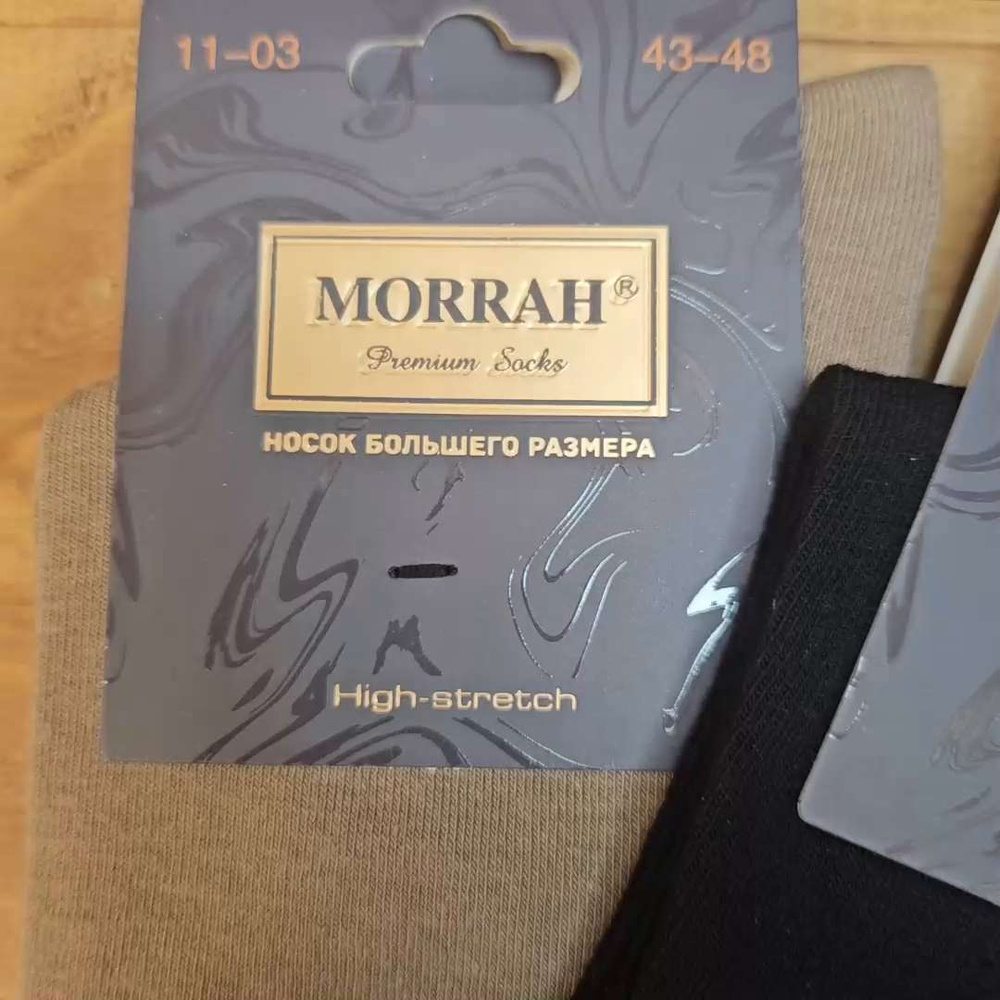 11-03
43-48
MORRAH®
Premium Socks
НОСОК БОЛЬШЕГО РАЗМЕРА
High-stretch